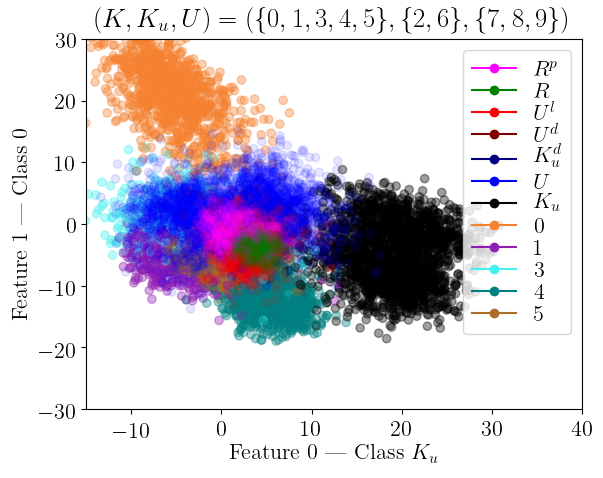 (K, K_u, U) = ({0, 1, 3, 4, 5}, {2, 6}, {7, 8, 9})
30
20
10
0
−10
−20
−30
Feature 1 — Class 0
−10
0
10
20
30
40
Feature 0 — Class K_u
R^p
R
U^l
U^d
K_u^d
U
K_u
0
1
3
4
5